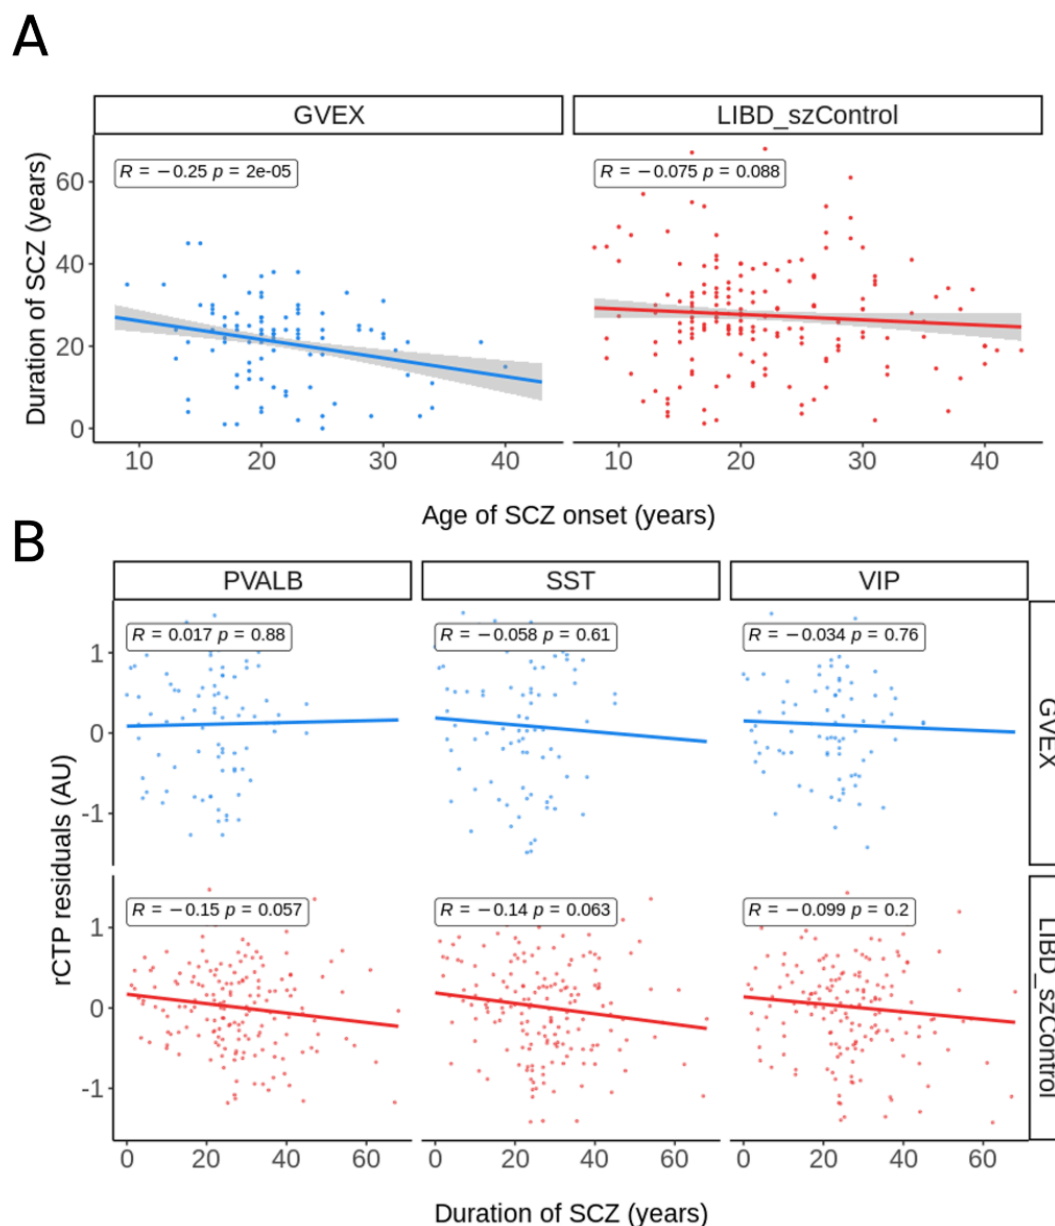 A
GVEX
LIBD_szControl
R = −0.25 p = 2e-05
R = −0.075 p = 0.088
Duration of SCZ (years)
60
40
20
0
10 20 30 40
10 20 30 40
Age of SCZ onset (years)
B
PVALB
SST
VIP
R = 0.017 p = 0.88
R = −0.058 p = 0.61
R = −0.034 p = 0.76
1
0
-1
GVEX
rCTP residuals (AU)
R = −0.15 p = 0.057
R = −0.14 p = 0.063
R = −0.099 p = 0.2
1
0
-1
LIBD_szControl
0 20 40 60
0 20 40 60
0 20 40 60
Duration of SCZ (years)